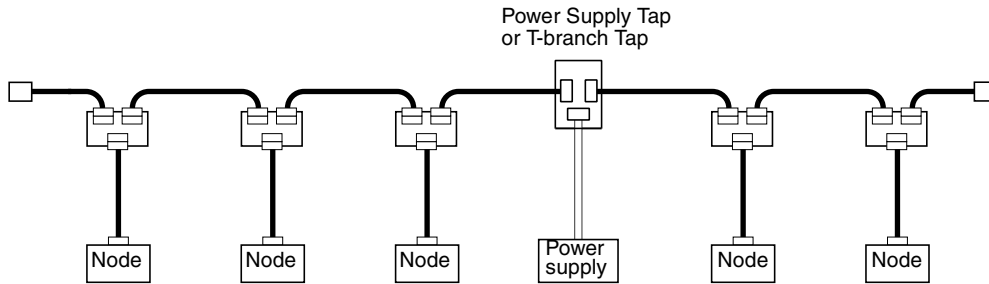 Power Supply Tap
or T-branch Tap
Node
Node
Node
Power
supply
Node
Node